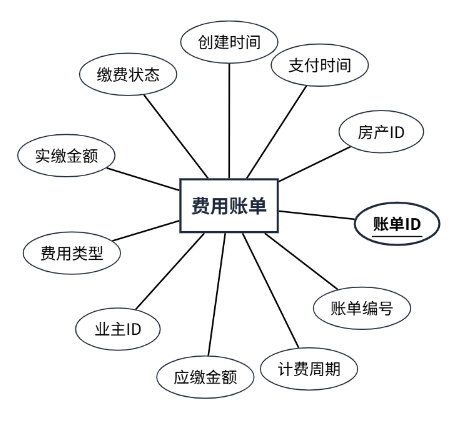 创建时间
支付时间
缴费状态
房产ID
实缴金额
费用账单
账单ID
费用类型
账单编号
业主ID
计费周期
应缴金额